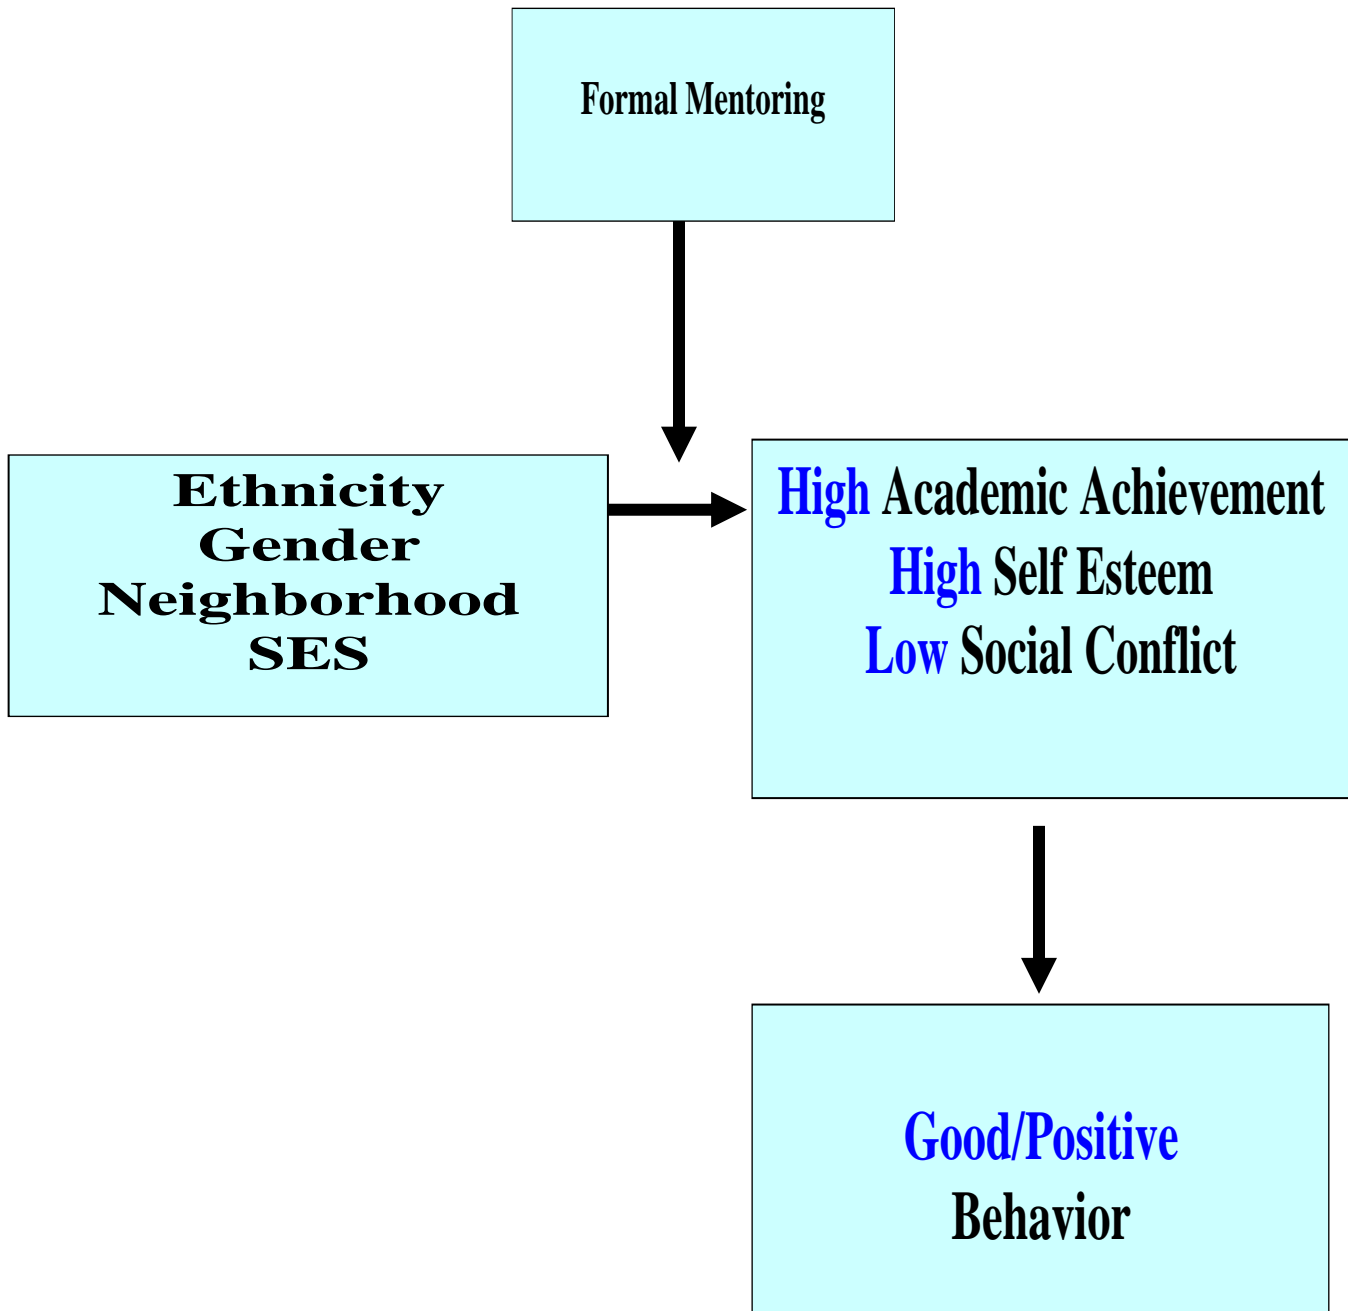 Formal Mentoring
Ethnicity
Gender
Neighborhood
SES
High Academic Achievement
High Self Esteem
Low Social Conflict
Good/Positive
Behavior